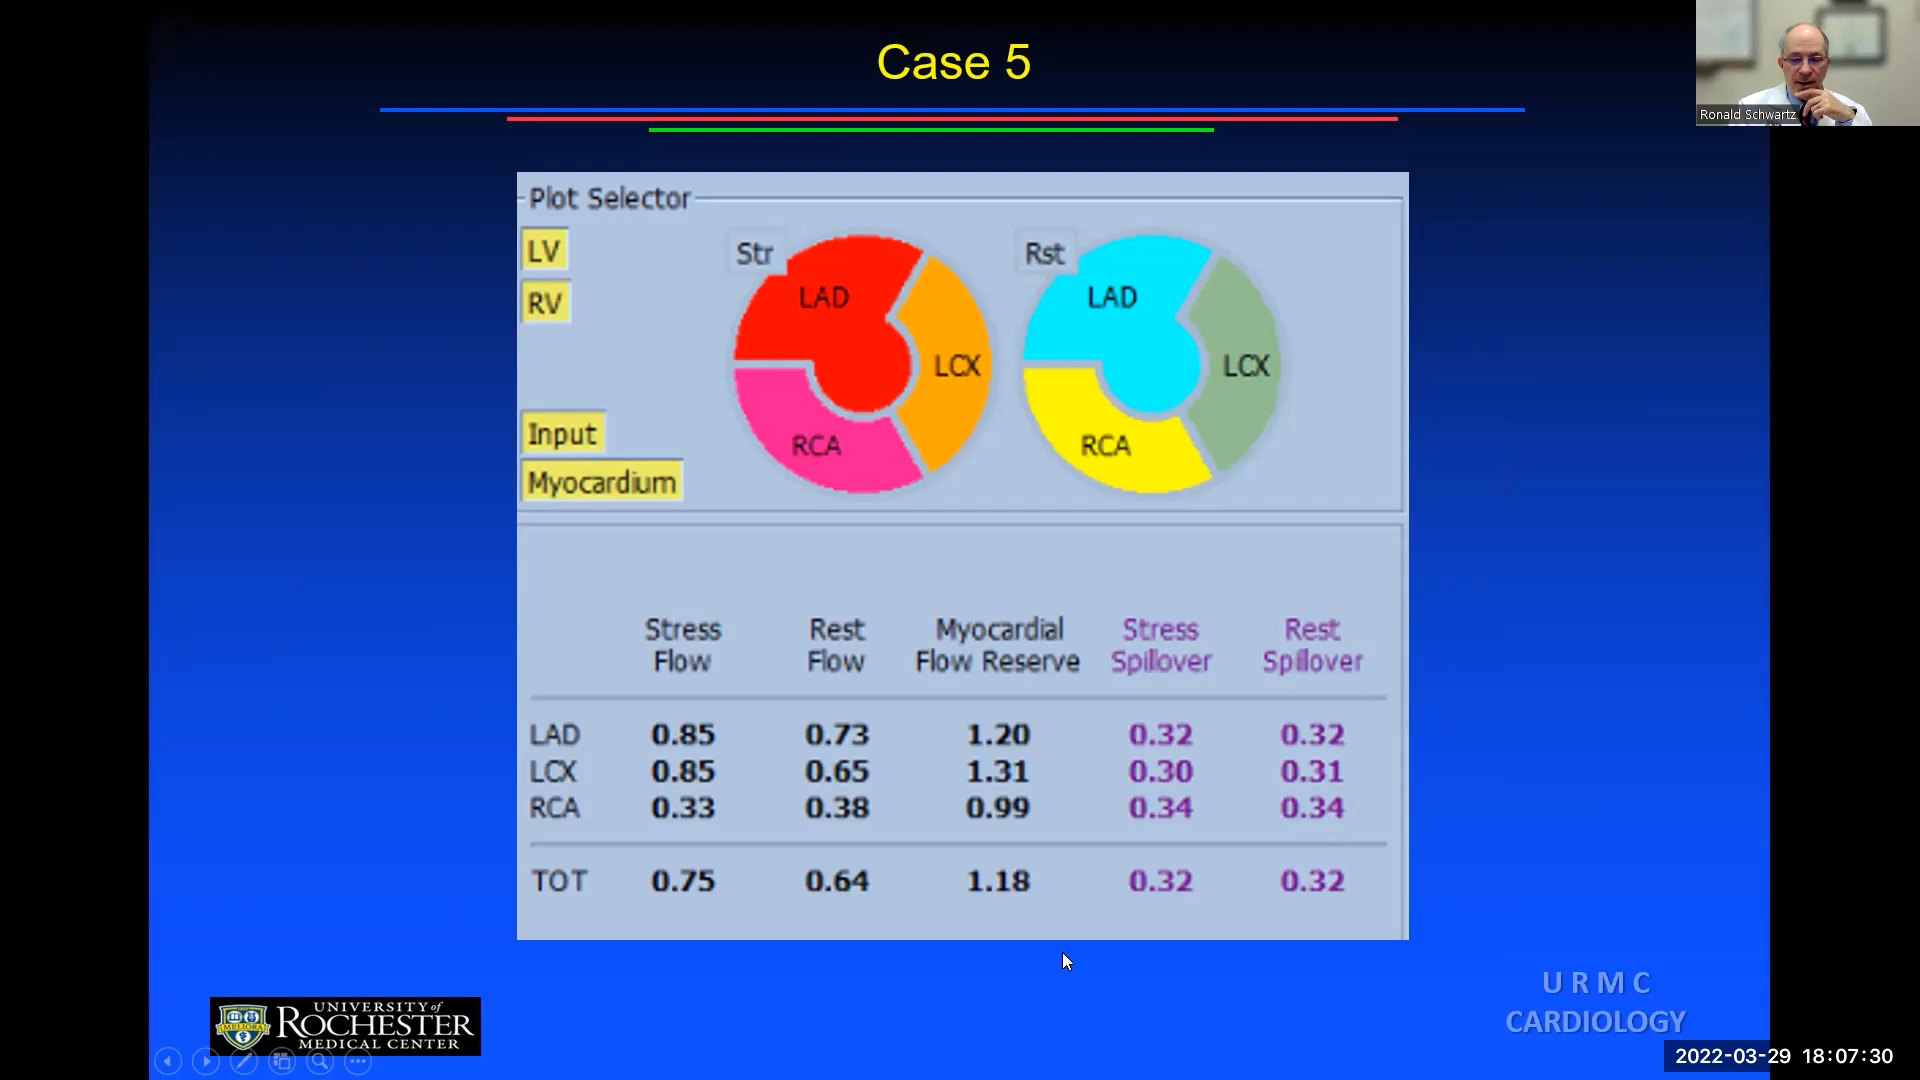 Case 5
Ronald Schwartz
Plot Selector
LV
RV
Input
Myocardium
Str
LAD
LCX
RCA
Rst
LAD
LCX
RCA
Stress Flow Rest Flow Myocardial Flow Reserve Stress Spillover Rest Spillover
LAD 0.85 0.73 1.20 0.32 0.32
LCX 0.85 0.65 1.31 0.30 0.31
RCA 0.33 0.38 0.99 0.34 0.34
TOT 0.75 0.64 1.18 0.32 0.32
UNIVERSITY of
ROCHESTER
MEDICAL CENTER
MELIORA
URMC
CARDIOLOGY
2022-03-29 18:07:30